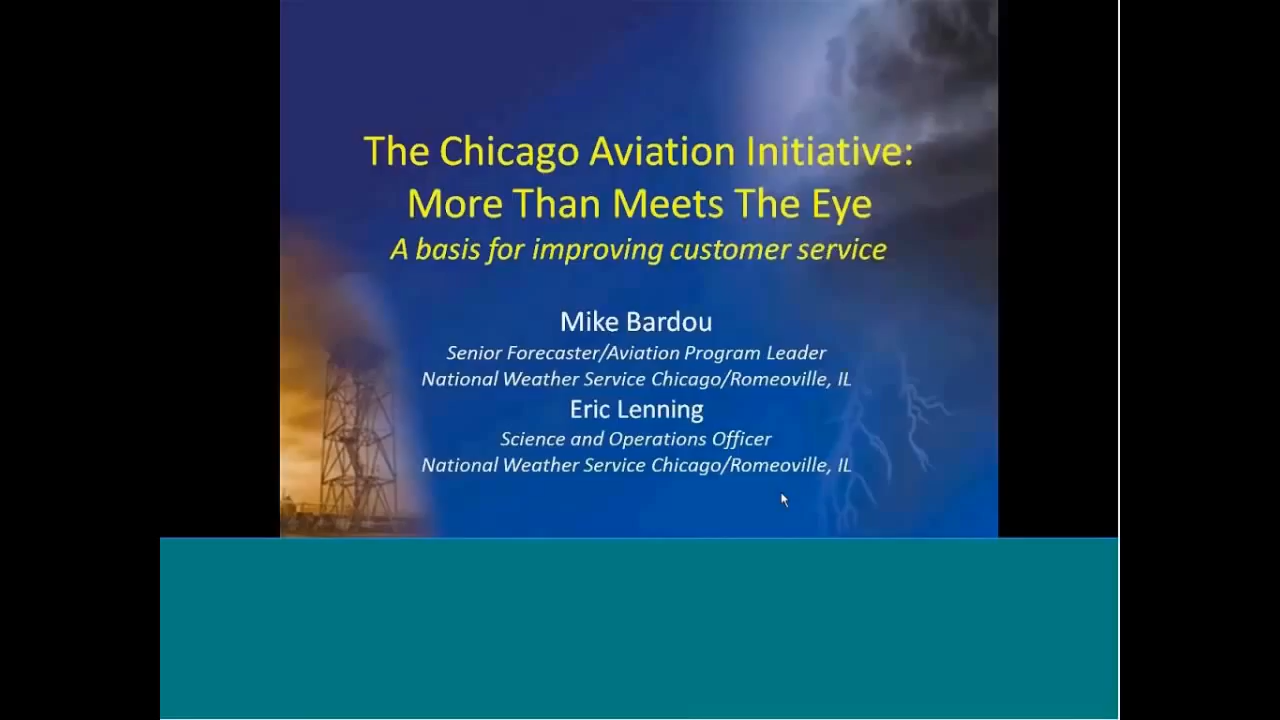 The Chicago Aviation Initiative:
More Than Meets The Eye
A basis for improving customer service
Mike Bardou
Senior Forecaster/Aviation Program Leader
National Weather Service Chicago/Romeoville, IL
Eric Lenning
Science and Operations Officer
National Weather Service Chicago/Romeoville, IL